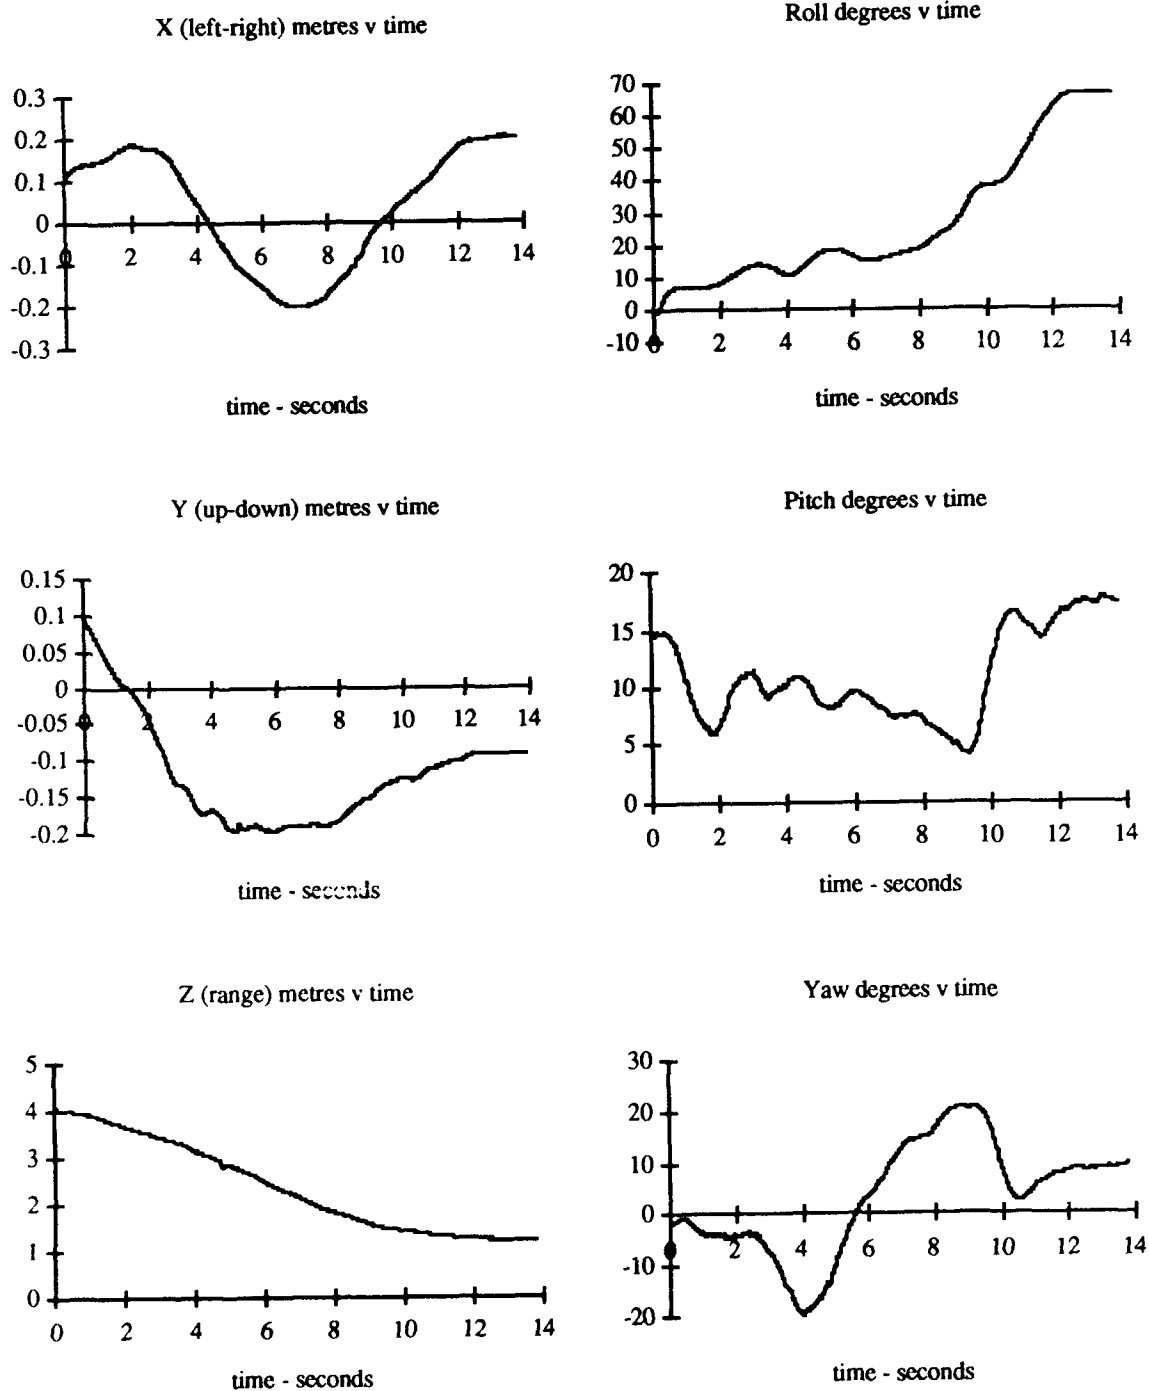 X (left-right) metres v time
0.3
0.2
0.1
0
-0.1
-0.2
-0.3
0 2 4 6 8 10 12 14
time - seconds
Roll degrees v time
70
60
50
40
30
20
10
0
-10
0 2 4 6 8 10 12 14
time - seconds
Y (up-down) metres v time
0.15
0.1
0.05
0
-0.05
-0.1
-0.15
-0.2
0 2 4 6 8 10 12 14
time - seconds
Pitch degrees v time
20
15
10
5
0
0 2 4 6 8 10 12 14
time - seconds
Z (range) metres v time
5
4
3
2
1
0
0 2 4 6 8 10 12 14
time - seconds
Yaw degrees v time
30
20
10
0
-10
-20
2 4 6 8 10 12 14
time - seconds